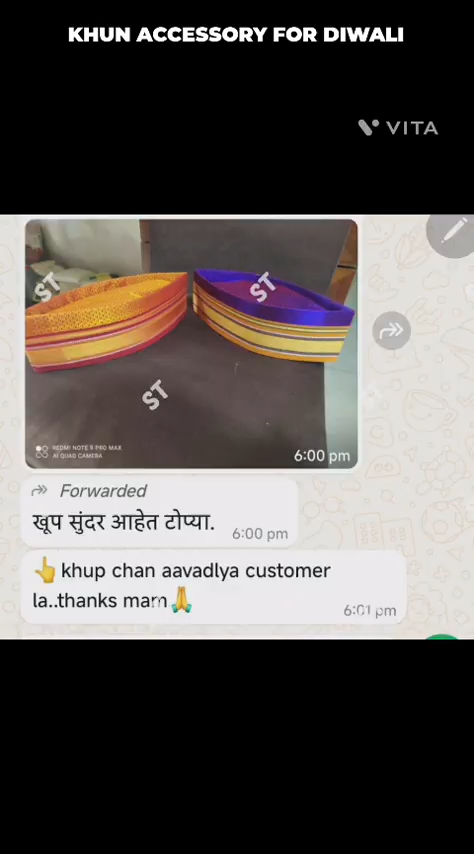 KHUN ACCESSORY FOR DIWALI
VITA
ST
ST
ST
REDMI NOTE 9 PRO MAX
AI QUAD CAMERA
6:00 pm
Forwarded
खूप सुंदर आहेत टोप्या.
6:00 pm
👆khup chan aavadlya customer
la..thanks mam🙏
6:01 pm